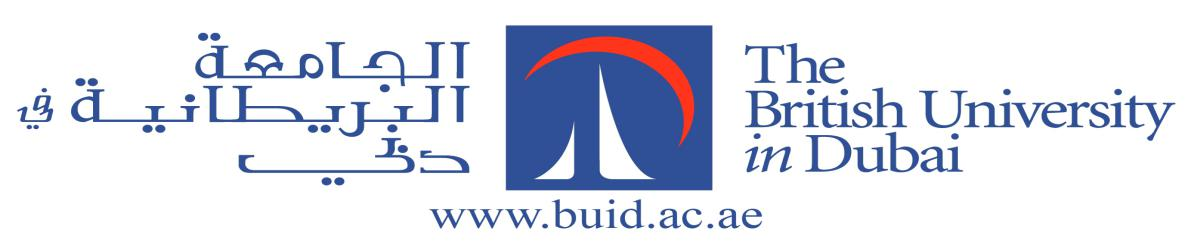 الجامعة
البريطانية في
دبي
The
British University
in Dubai
www.buid.ac.ae